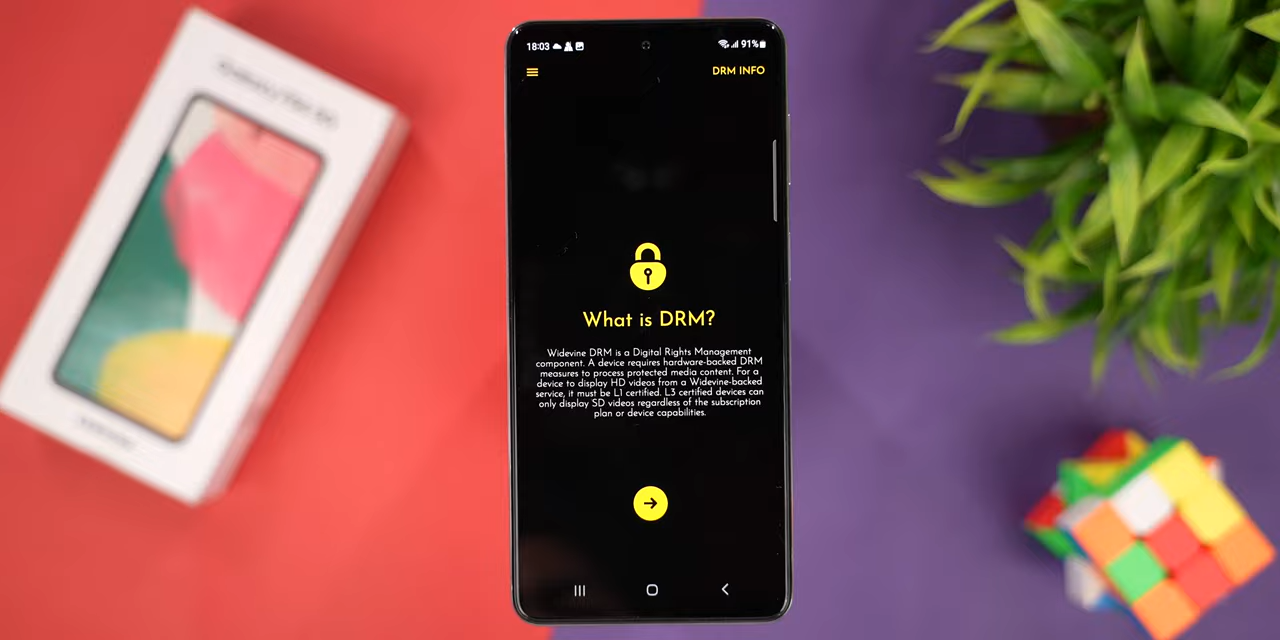 18:03 91%
DRM INFO
What is DRM?
Widevine DRM is a Digital Rights Management
component. A device requires hardware-backed DRM
measures to process protected media content. For a
device to display HD videos from a Widevine-backed
service, it must be L1 certified. L3 certified devices can
only display SD videos regardless of the subscription
plan or device capabilities.